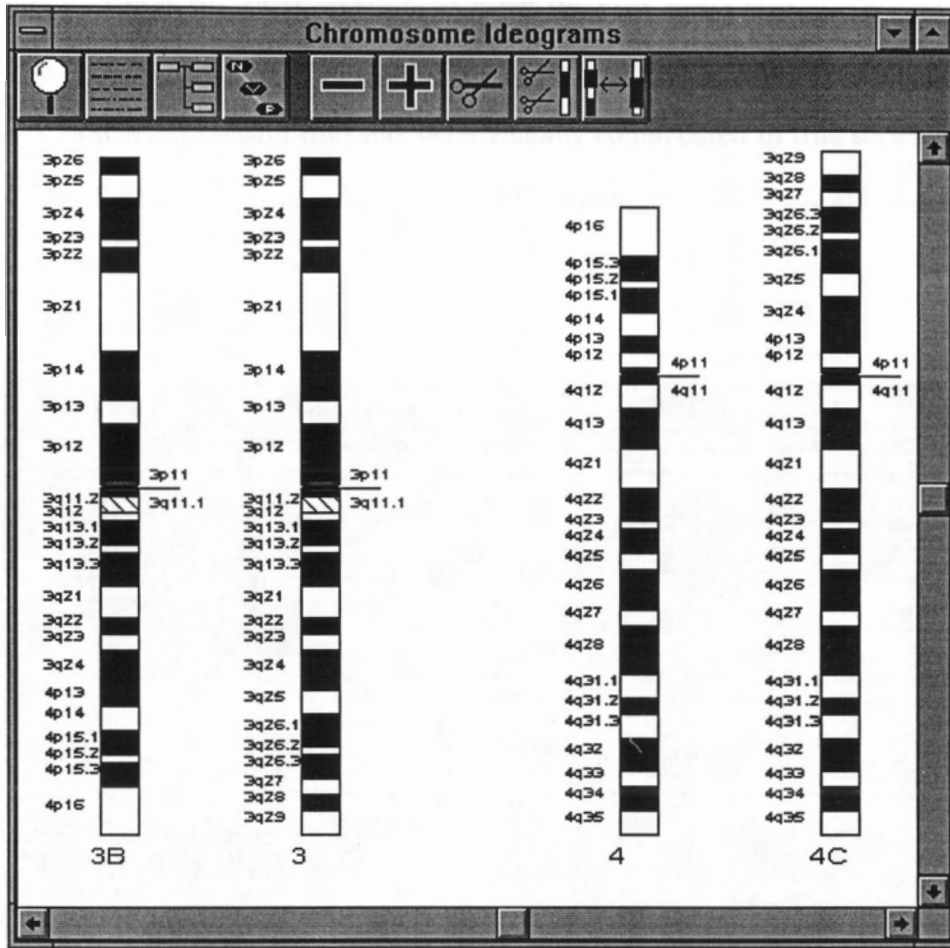 Chromosome Ideograms
N
V
P
3p26
3p25
3p24
3p23
3p22
3p21
3p14
3p13
3p12
3p11
3q11.2
3q11.1
3q12
3q13.1
3q13.2
3q13.3
3q21
3q22
3q23
3q24
4p13
4p14
4p15.1
4p15.2
4p15.3
4p16
3B
3p26
3p25
3p24
3p23
3p22
3p21
3p14
3p13
3p12
3p11
3q11.2
3q11.1
3q12
3q13.1
3q13.2
3q13.3
3q21
3q22
3q23
3q24
3q25
3q26.1
3q26.2
3q26.3
3q27
3q28
3q29
3
4p16
4p15.3
4p15.2
4p15.1
4p14
4p13
4p12
4p11
4q11
4q12
4q13
4q21
4q22
4q23
4q24
4q25
4q26
4q27
4q28
4q31.1
4q31.2
4q31.3
4q32
4q33
4q34
4q35
4
3q29
3q28
3q27
3q26.3
3q26.2
3q26.1
3q25
3q24
4p13
4p12
4p11
4q11
4q12
4q13
4q21
4q22
4q23
4q24
4q25
4q26
4q27
4q28
4q31.1
4q31.2
4q31.3
4q32
4q33
4q34
4q35
4C